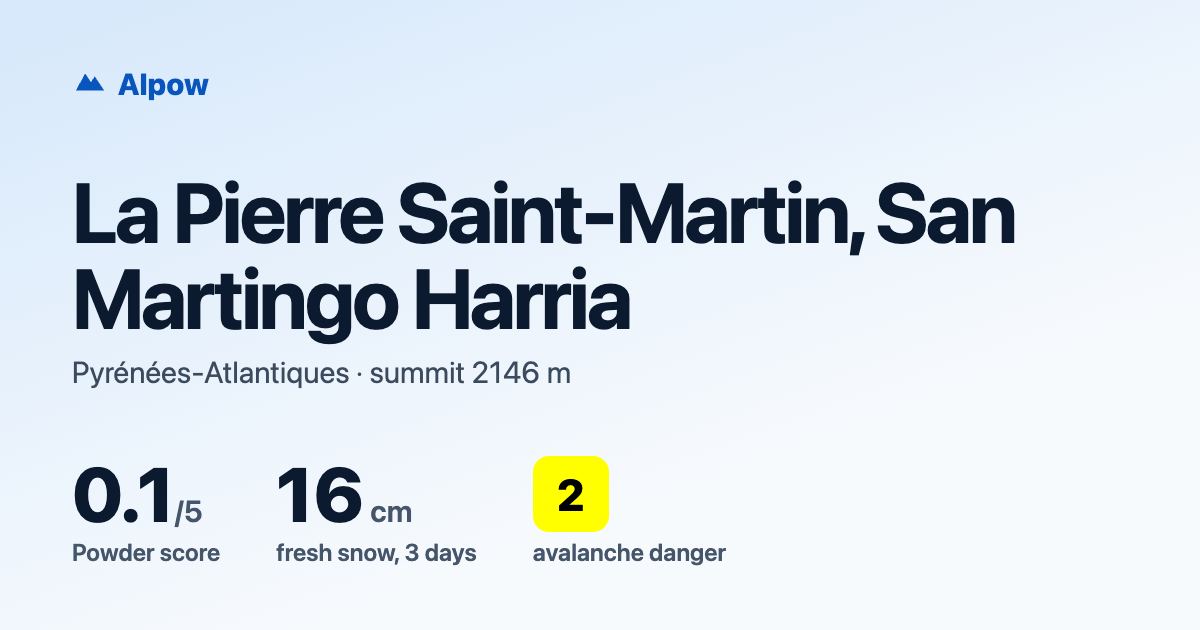 Alpow
La Pierre Saint-Martin, San
Martingo Harria
Pyrénées-Atlantiques · summit 2146 m
0.1/5 16 cm 2
Powder score fresh snow, 3 days avalanche danger